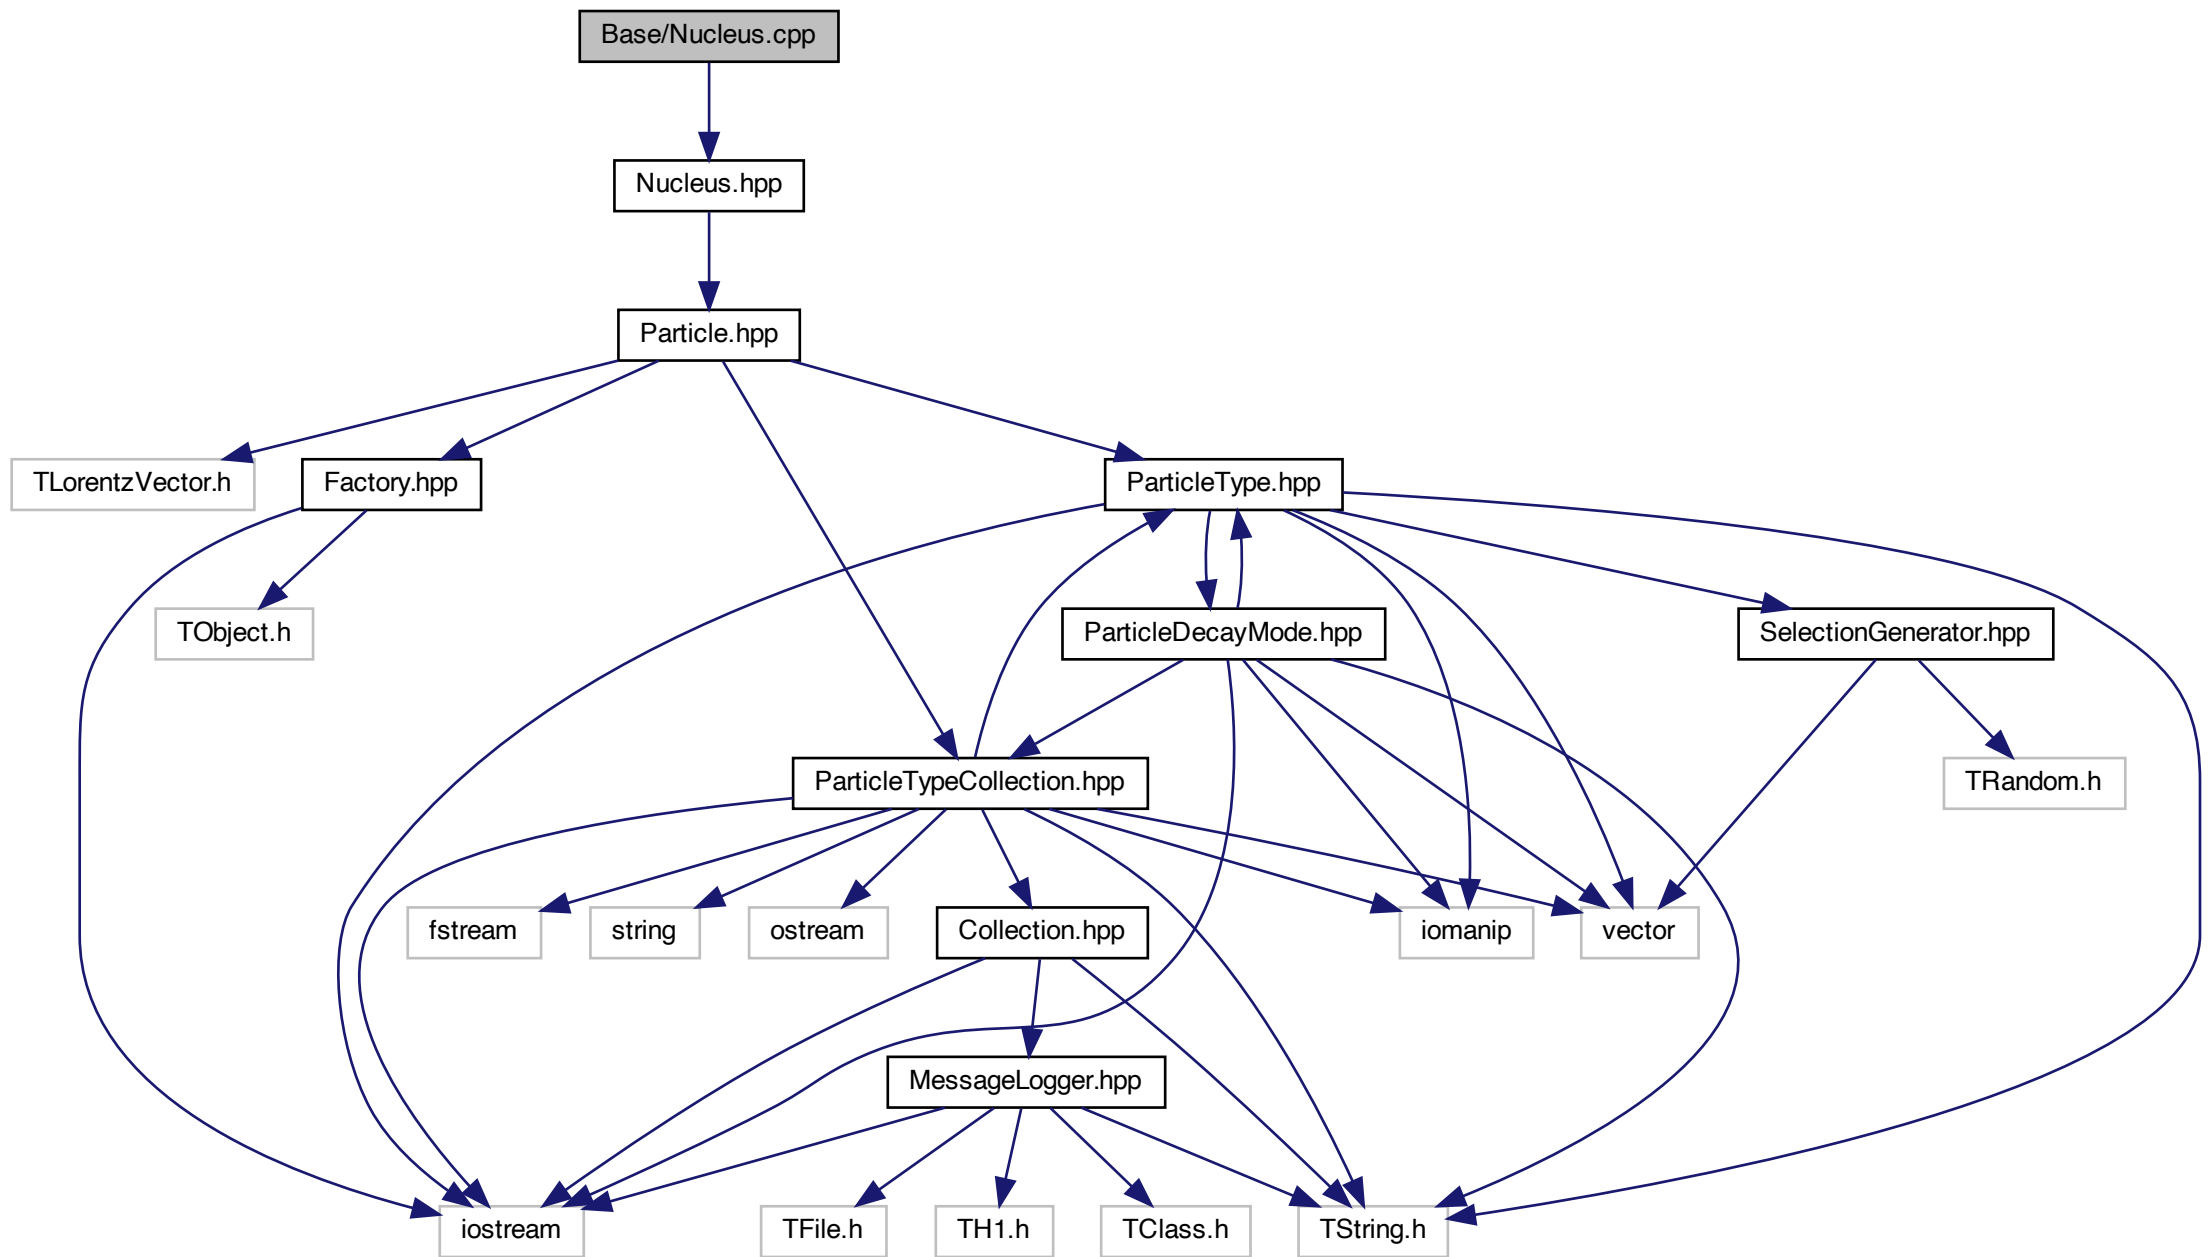 Base/Nucleus.cpp
Nucleus.hpp
Particle.hpp
TLorentzVector.h
Factory.hpp
ParticleType.hpp
TObject.h
ParticleDecayMode.hpp
SelectionGenerator.hpp
ParticleTypeCollection.hpp
TRandom.h
fstream
string
ostream
Collection.hpp
iomanip
vector
MessageLogger.hpp
iostream
TFile.h
TH1.h
TClass.h
TString.h